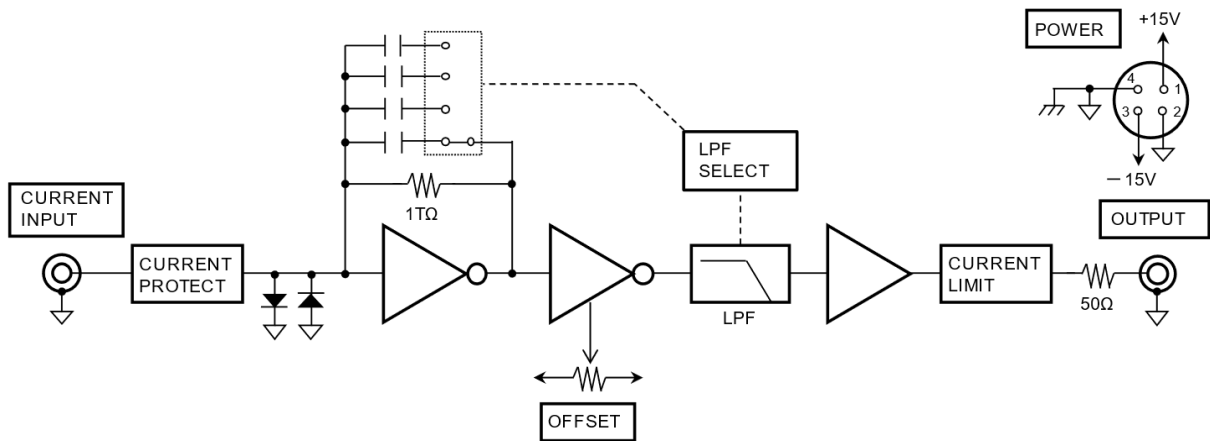 POWER
+15V
4
1
3
2
－15V
LPF
SELECT
1TΩ
CURRENT
INPUT
OUTPUT
CURRENT
PROTECT
CURRENT
LIMIT
LPF
50Ω
OFFSET